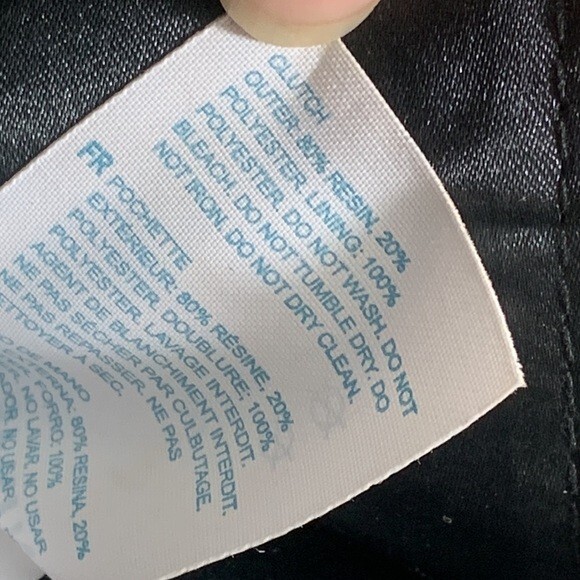 CLUTCH
OUTER: 80% RESIN, 20%
POLYESTER. LINING: 100%
POLYESTER. DO NOT WASH. DO NOT
BLEACH. DO NOT TUMBLE DRY. DO
NOT IRON. DO NOT DRY CLEAN.
FR POCHETTE
EXTÉRIEUR: 80% RÉSINE, 20%
POLYESTER. DOUBLURE: 100%
POLYESTER. LAVAGE INTERDIT.
AGENT DE BLANCHIMENT INTERDIT.
NE PAS SÉCHER PAR CULBUTAGE.
NE PAS REPASSER. NE PAS
NETTOYER À SEC.
DE MANO
80% RESINA, 20%
FORRO: 100%
NO LAVAR. NO USAR
NO USAR